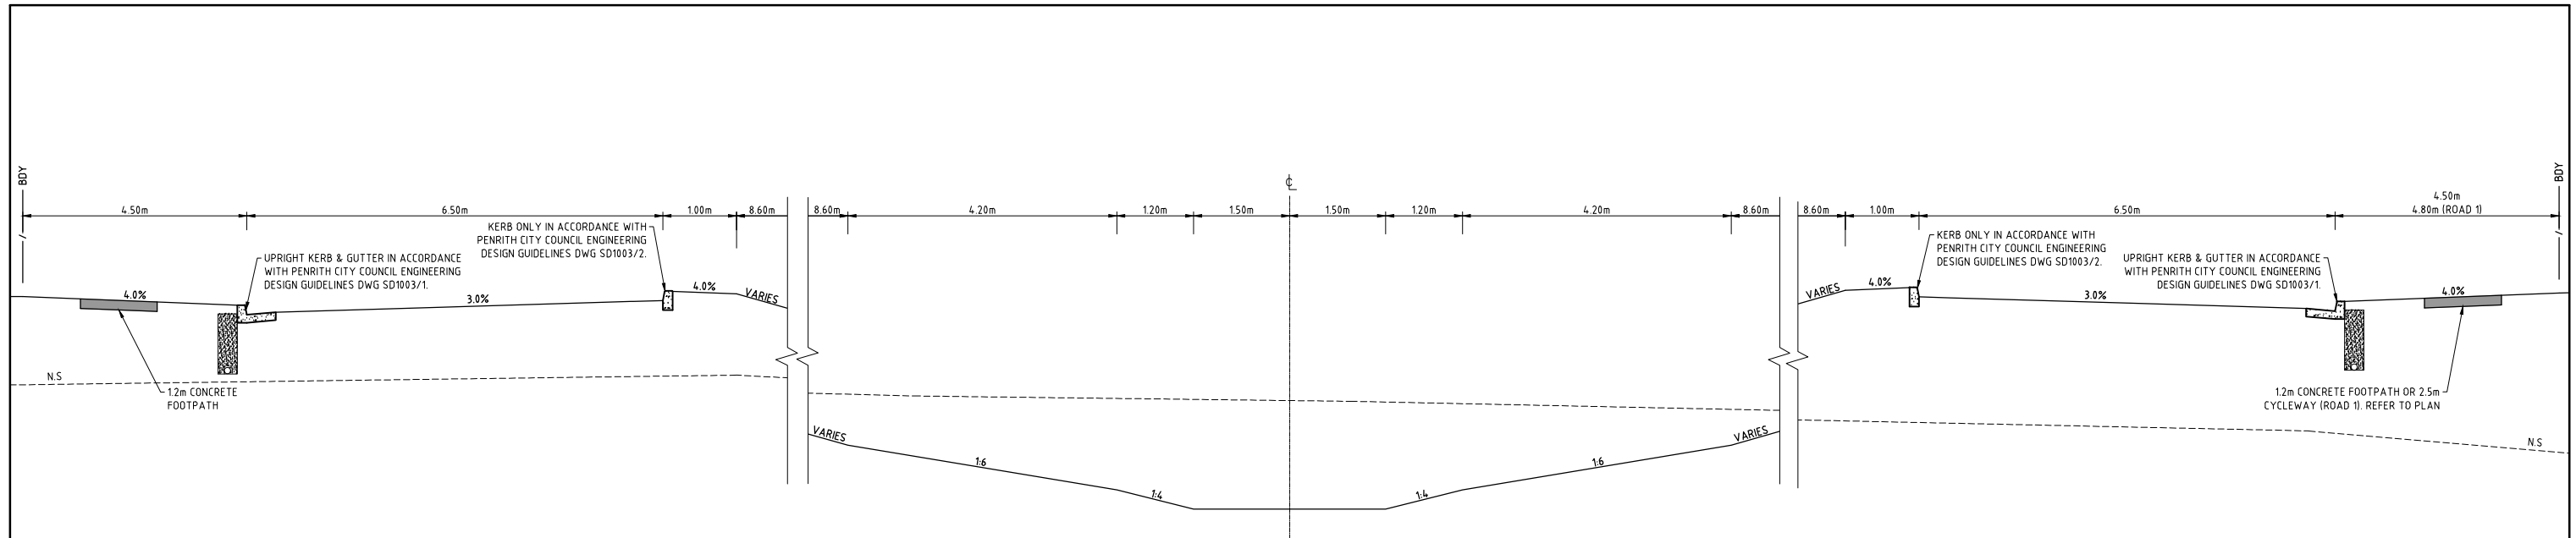 BDY
BDY
℄
4.50m
6.50m
1.00m
8.60m
8.60m
4.20m
1.20m
1.50m
1.50m
1.20m
4.20m
8.60m
8.60m
1.00m
6.50m
4.50m
4.80m (ROAD 1)
UPRIGHT KERB & GUTTER IN ACCORDANCE
WITH PENRITH CITY COUNCIL ENGINEERING
DESIGN GUIDELINES DWG SD1003/1.
KERB ONLY IN ACCORDANCE WITH
PENRITH CITY COUNCIL ENGINEERING
DESIGN GUIDELINES DWG SD1003/2.
KERB ONLY IN ACCORDANCE WITH
PENRITH CITY COUNCIL ENGINEERING
DESIGN GUIDELINES DWG SD1003/2.
UPRIGHT KERB & GUTTER IN ACCORDANCE
WITH PENRITH CITY COUNCIL ENGINEERING
DESIGN GUIDELINES DWG SD1003/1.
4.0%
3.0%
4.0%
VARIES
VARIES
4.0%
3.0%
4.0%
N.S
1.2m CONCRETE
FOOTPATH
1.2m CONCRETE FOOTPATH OR 2.5m
CYCLEWAY (ROAD 1). REFER TO PLAN
VARIES
1:6
1:4
1:4
1:6
VARIES
N.S